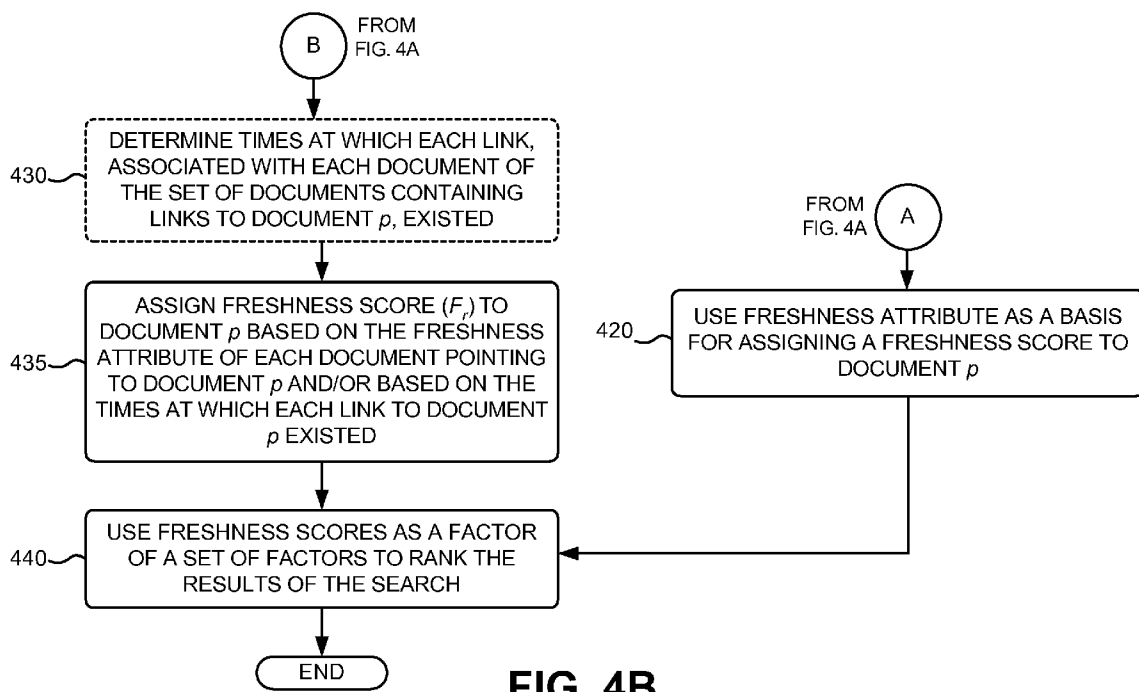 B
FROM
FIG. 4A
DETERMINE TIMES AT WHICH EACH LINK,
ASSOCIATED WITH EACH DOCUMENT OF
THE SET OF DOCUMENTS CONTAINING
LINKS TO DOCUMENT p, EXISTED
430
FROM
FIG. 4A
A
ASSIGN FRESHNESS SCORE (Fr) TO
DOCUMENT p BASED ON THE FRESHNESS
ATTRIBUTE OF EACH DOCUMENT POINTING
TO DOCUMENT p AND/OR BASED ON THE
TIMES AT WHICH EACH LINK TO DOCUMENT
p EXISTED
435
USE FRESHNESS ATTRIBUTE AS A BASIS
FOR ASSIGNING A FRESHNESS SCORE TO
DOCUMENT p
420
USE FRESHNESS SCORES AS A FACTOR
OF A SET OF FACTORS TO RANK THE
RESULTS OF THE SEARCH
440
END
FIG. 4B